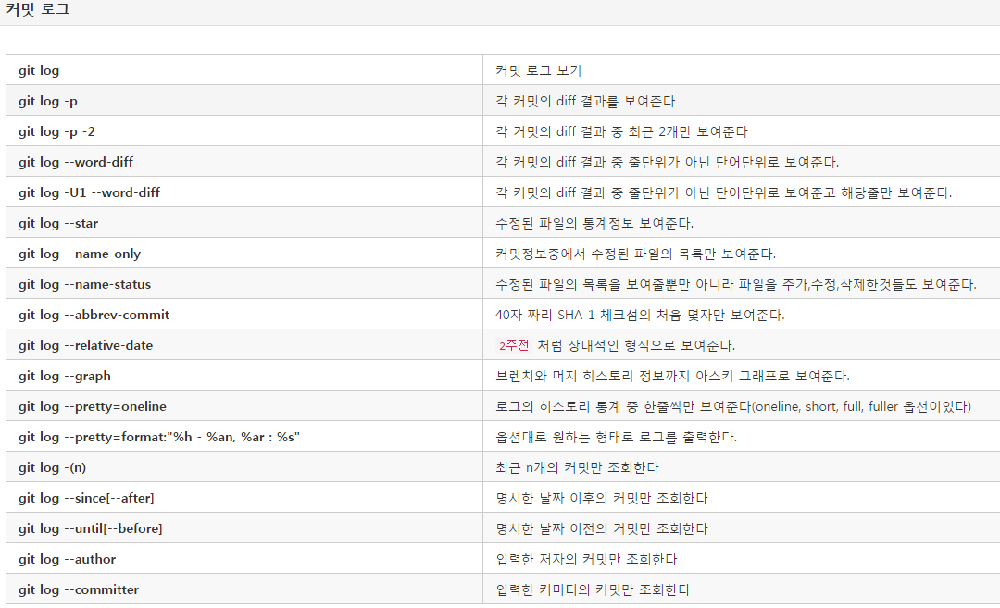 커밋 로그
git log 커밋 로그 보기
git log -p 각 커밋의 diff 결과를 보여준다
git log -p -2 각 커밋의 diff 결과 중 최근 2개만 보여준다
git log --word-diff 각 커밋의 diff 결과 중 줄단위가 아닌 단어단위로 보여준다.
git log -U1 --word-diff 각 커밋의 diff 결과 중 줄단위가 아닌 단어단위로 보여준고 해당줄만 보여준다.
git log --star 수정된 파일의 통계정보 보여준다.
git log --name-only 커밋정보중에서 수정된 파일의 목록만 보여준다.
git log --name-status 수정된 파일의 목록을 보여줄뿐만 아니라 파일을 추가,수정,삭제한것들도 보여준다.
git log --abbrev-commit 40자 짜리 SHA-1 체크섬의 처음 몇자만 보여준다.
git log --relative-date 2주전 처럼 상대적인 형식으로 보여준다.
git log --graph 브렌치와 머지 히스토리 정보까지 아스키 그래프로 보여준다.
git log --pretty=oneline 로그의 히스토리 통계 중 한줄씩만 보여준다(oneline, short, full, fuller 옵션이있다)
git log --pretty=format:"%h - %an, %ar : %s" 옵션대로 원하는 형태로 로그를 출력한다.
git log -(n) 최근 n개의 커밋만 조회한다
git log --since[--after] 명시한 날짜 이후의 커밋만 조회한다
git log --until[--before] 명시한 날짜 이전의 커밋만 조회한다
git log --author 입력한 저자의 커밋만 조회한다
git log --committer 입력한 커미터의 커밋만 조회한다